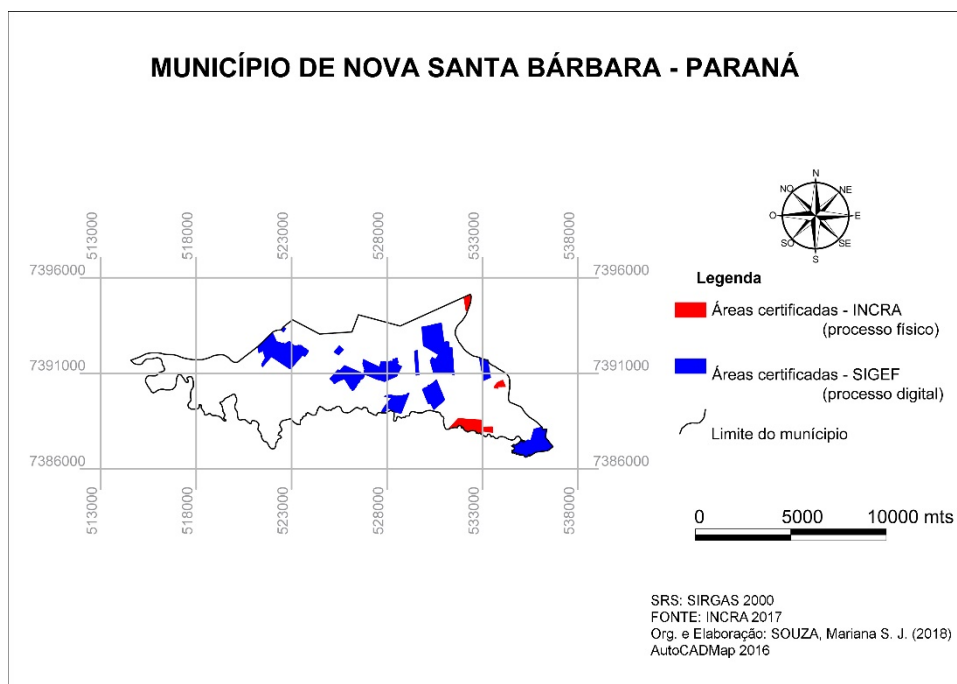 MUNICÍPIO DE NOVA SANTA BÁRBARA - PARANÁ
N
NO
NE
O
E
SO
SE
S
513000
518000
523000
528000
533000
538000
7396000
7396000
7391000
7391000
7386000
7386000
513000
518000
523000
528000
533000
538000
Legenda
Áreas certificadas - INCRA
(processo físico)
Áreas certificadas - SIGEF
(processo digital)
Limite do munícipio
0 5000 10000 mts
SRS: SIRGAS 2000
FONTE: INCRA 2017
Org. e Elaboração: SOUZA, Mariana S. J. (2018)
AutoCADMap 2016